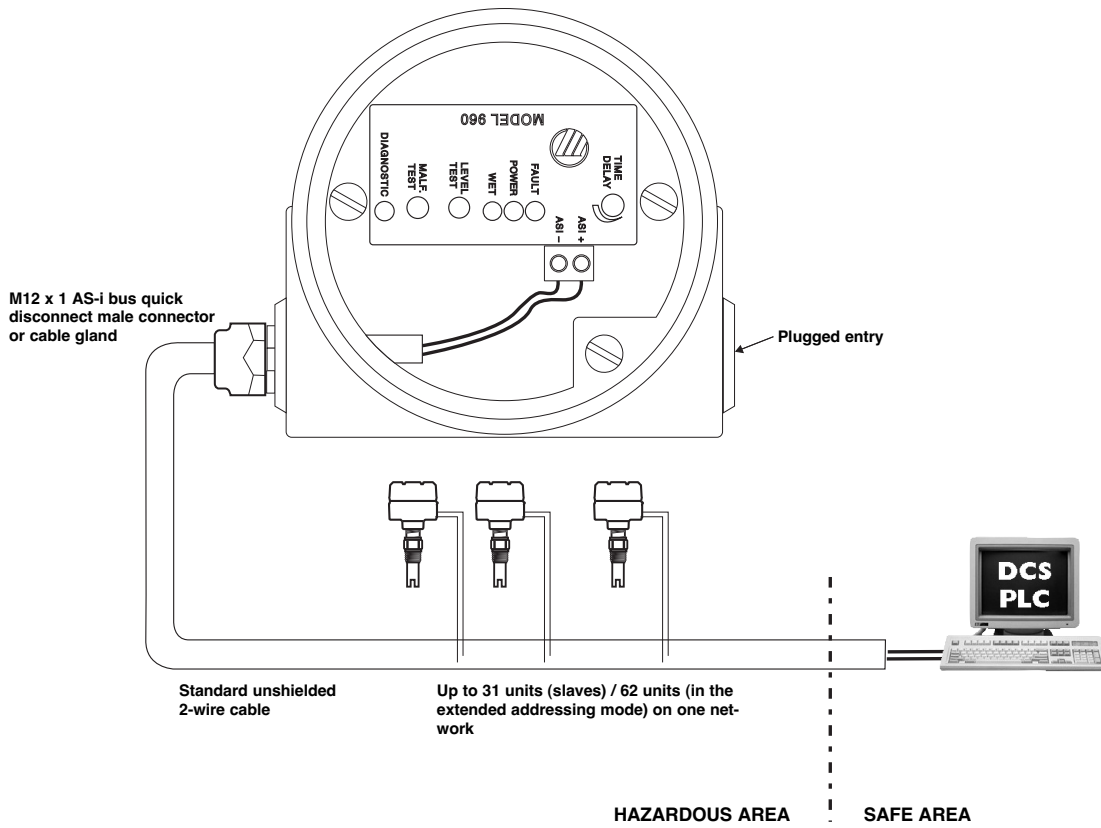 MODEL 960
DIAGNOSTIC
MALF.
TEST
LEVEL
TEST
WET
POWER
FAULT
TIME
DELAY
ASI –
ASI +
M12 x 1 AS-i bus quick
disconnect male connector
or cable gland
Plugged entry
DCS
PLC
Standard unshielded
2-wire cable
Up to 31 units (slaves) / 62 units (in the
extended addressing mode) on one net-
work
HAZARDOUS AREA
SAFE AREA